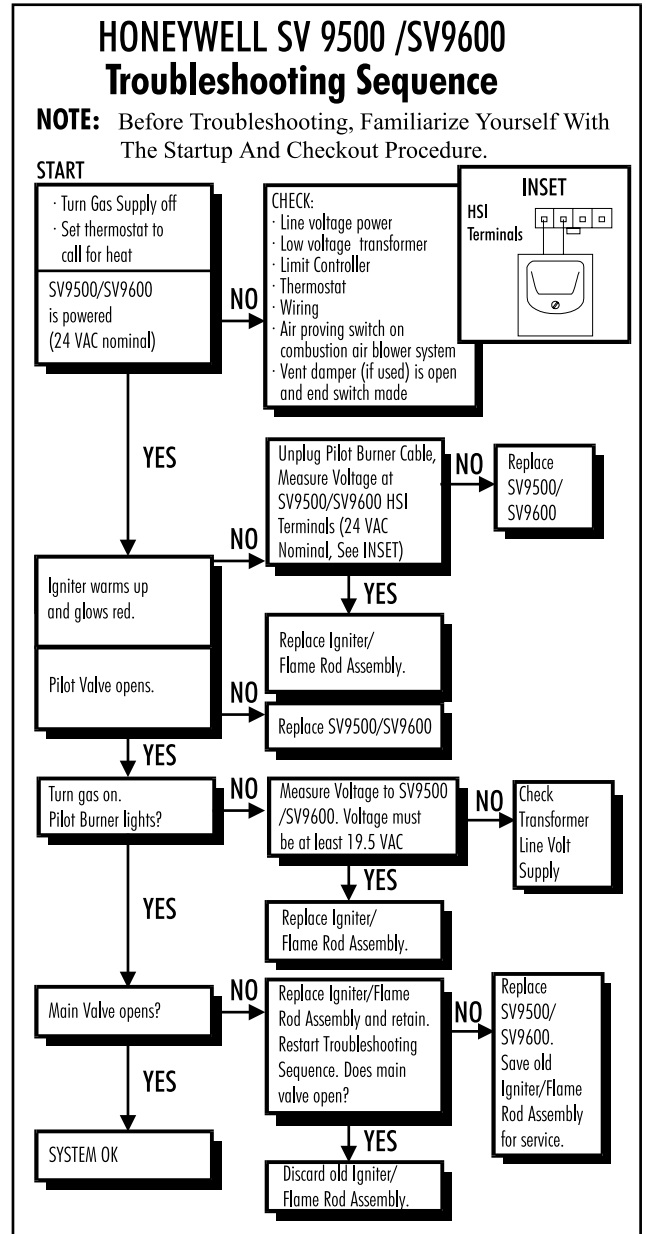 HONEYWELL SV 9500 /SV9600
Troubleshooting Sequence
NOTE: Before Troubleshooting, Familiarize Yourself With
The Startup And Checkout Procedure.
START
· Turn Gas Supply off
· Set thermostat to
call for heat
SV9500/SV9600
is powered
(24 VAC nominal)
NO
CHECK:
· Line voltage power
· Low voltage transformer
· Limit Controller
· Thermostat
· Wiring
· Air proving switch on
combustion air blower system
· Vent damper (if used) is open
and end switch made
INSET
HSI
Terminals
YES
Igniter warms up
and glows red.
NO
Unplug Pilot Burner Cable,
Measure Voltage at
SV9500/SV9600 HSI
Terminals (24 VAC
Nominal, See INSET)
NO
Replace
SV9500/
SV9600
YES
Replace Igniter/
Flame Rod Assembly.
Pilot Valve opens.
NO
Replace SV9500/SV9600
YES
Turn gas on.
Pilot Burner lights?
NO
Measure Voltage to SV9500
/SV9600. Voltage must
be at least 19.5 VAC
NO
Check
Transformer
Line Volt
Supply
YES
Replace Igniter/
Flame Rod Assembly.
YES
Main Valve opens?
NO
Replace Igniter/Flame
Rod Assembly and retain.
Restart Troubleshooting
Sequence. Does main
valve open?
NO
Replace
SV9500/
SV9600.
Save old
Igniter/Flame
Rod Assembly
for service.
YES
Discard old Igniter/
Flame Rod Assembly.
YES
SYSTEM OK